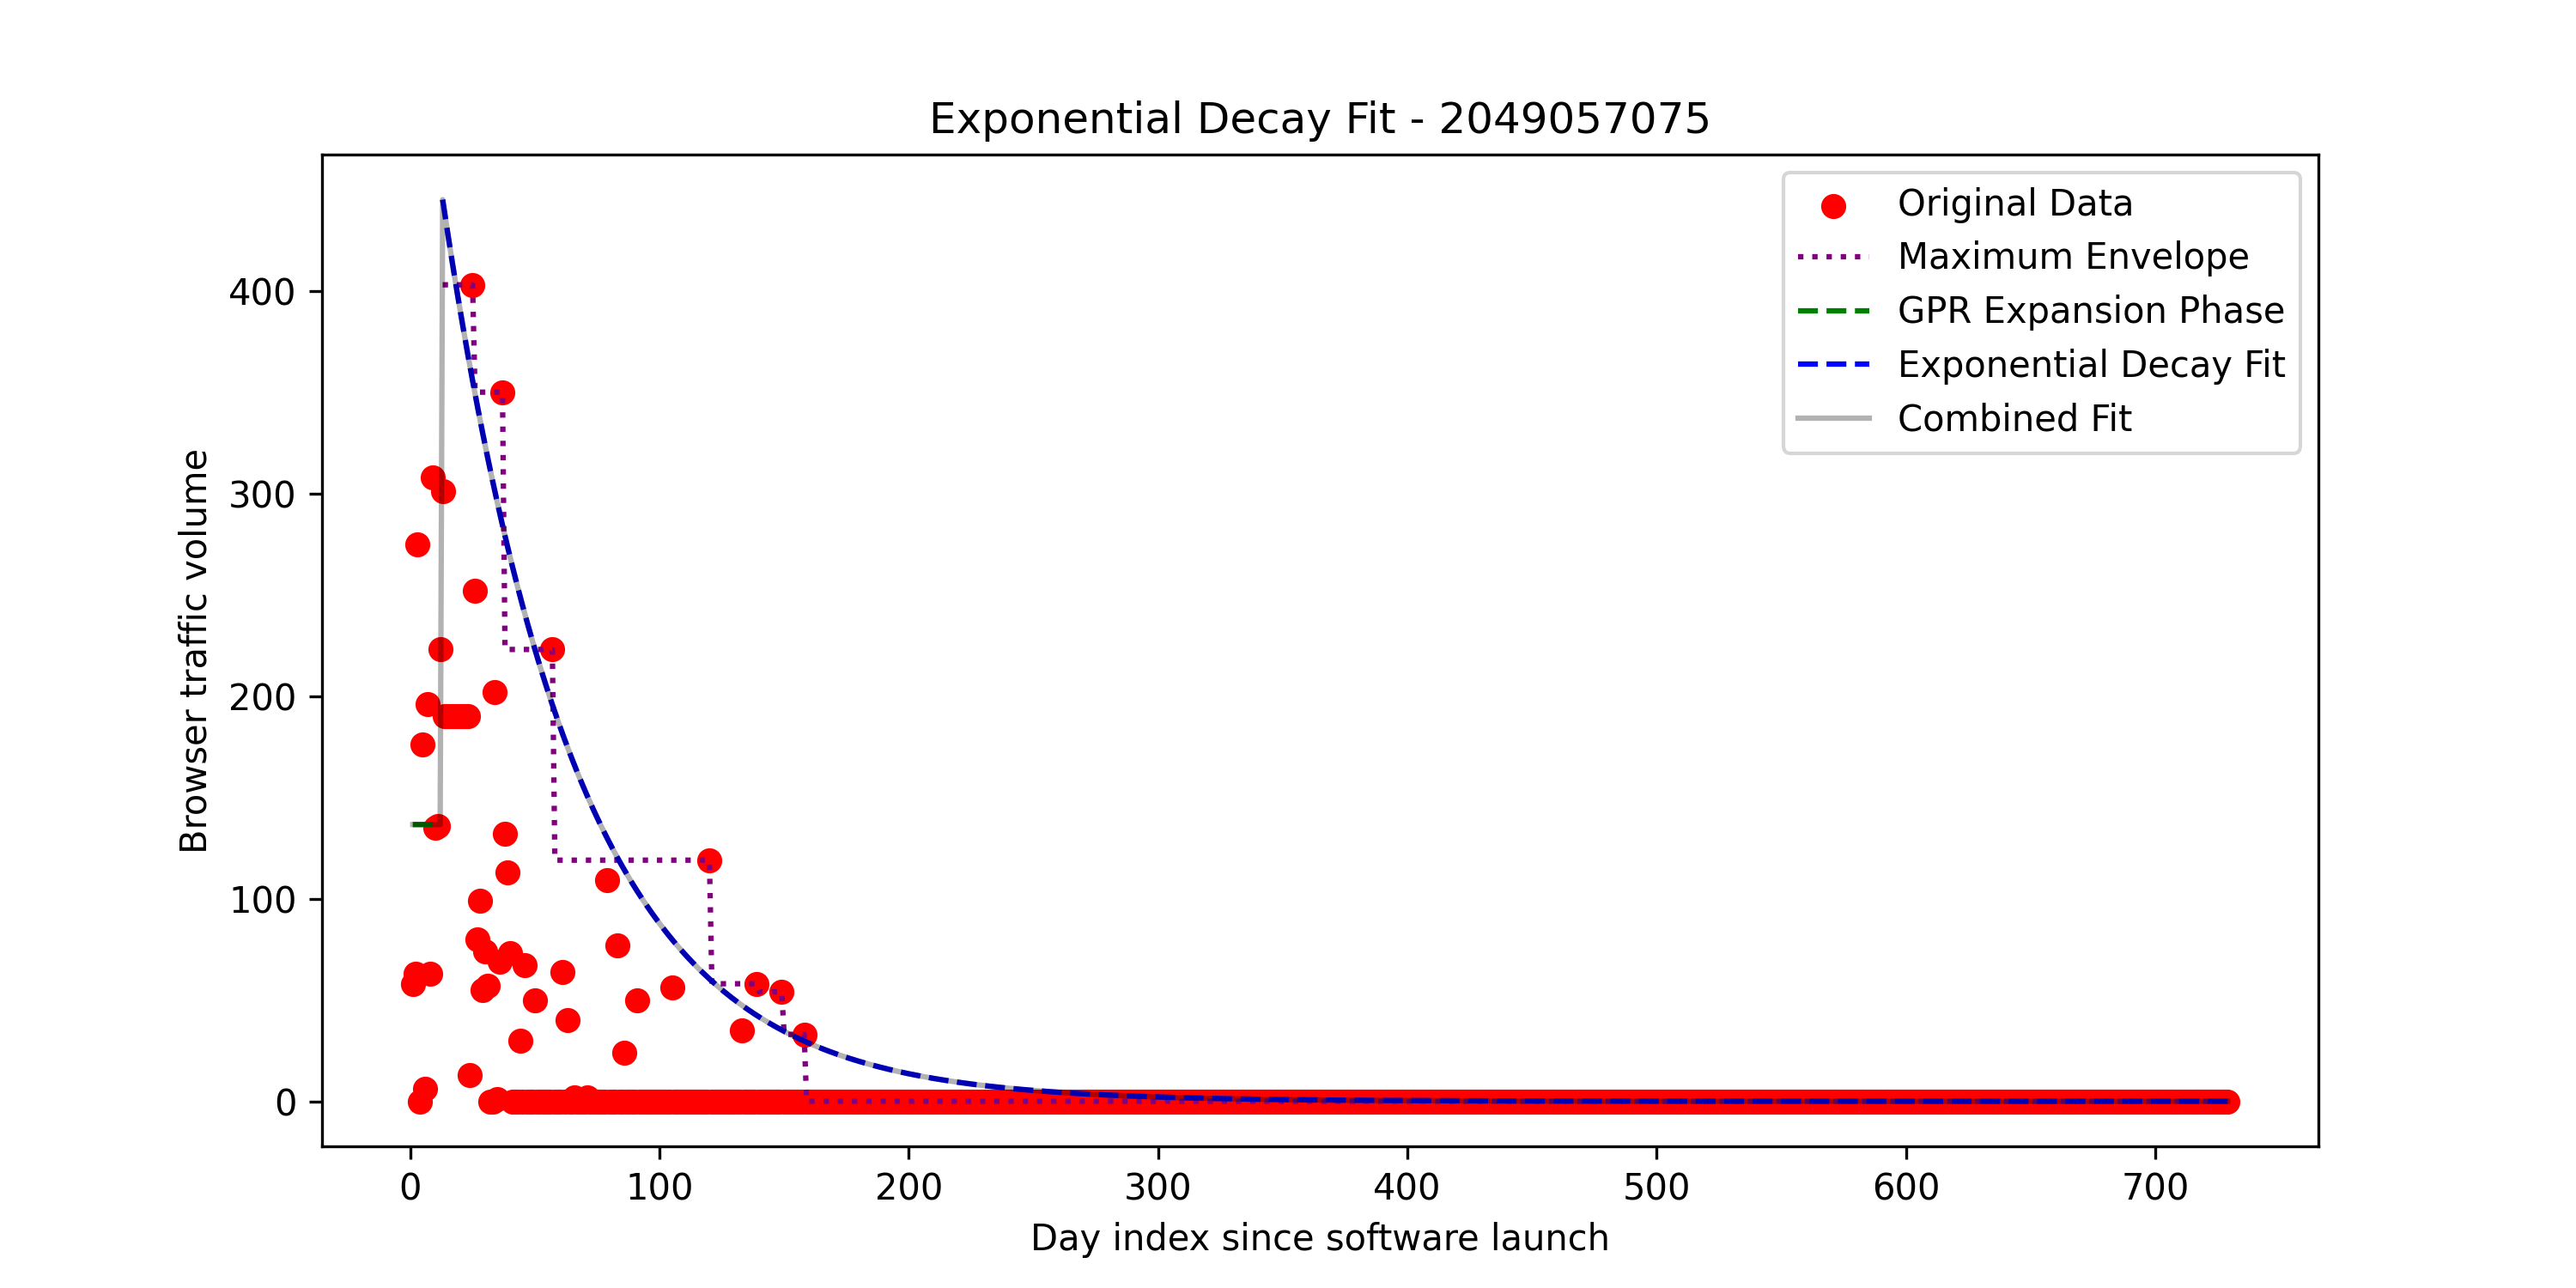 Exponential Decay Fit - 2049057075
Original Data
Maximum Envelope
GPR Expansion Phase
Exponential Decay Fit
Combined Fit
Browser traffic volume
400
300
200
100
0
0 100 200 300 400 500 600 700
Day index since software launch